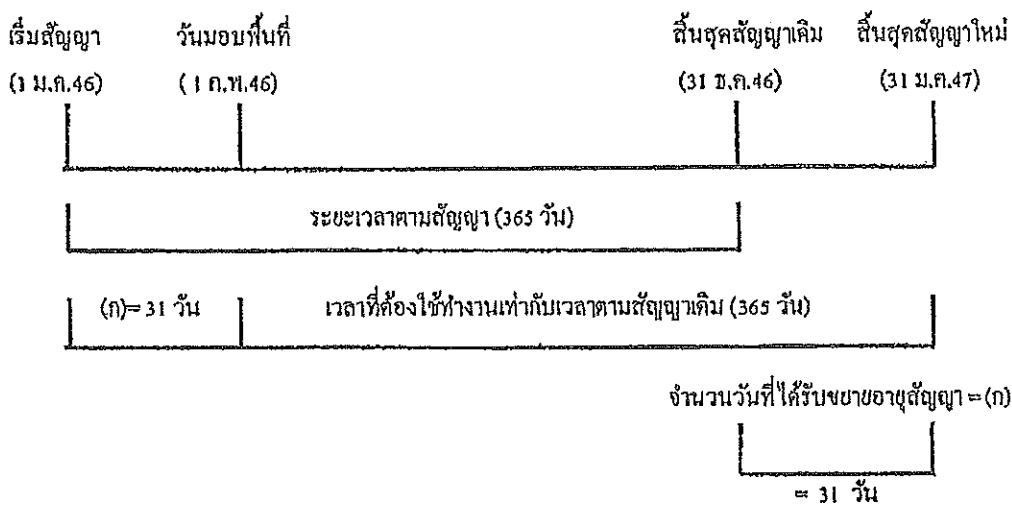 เริ่มสัญญา วันมอบพื้นที่ สิ้นสุดสัญญาเดิม สิ้นสุดสัญญาใหม่
(1 ม.ค.46) (1 ก.พ.46) (31 ธ.ค.46) (31 ม.ค.47)
ระยะเวลาตามสัญญา (365 วัน)
(ก)= 31 วัน เวลาที่ต้องใช้ทำงานเท่ากับเวลาตามสัญญาเดิม (365 วัน)
จำนวนวันที่ได้รับขยายอายุสัญญา = (ก)
= 31 วัน